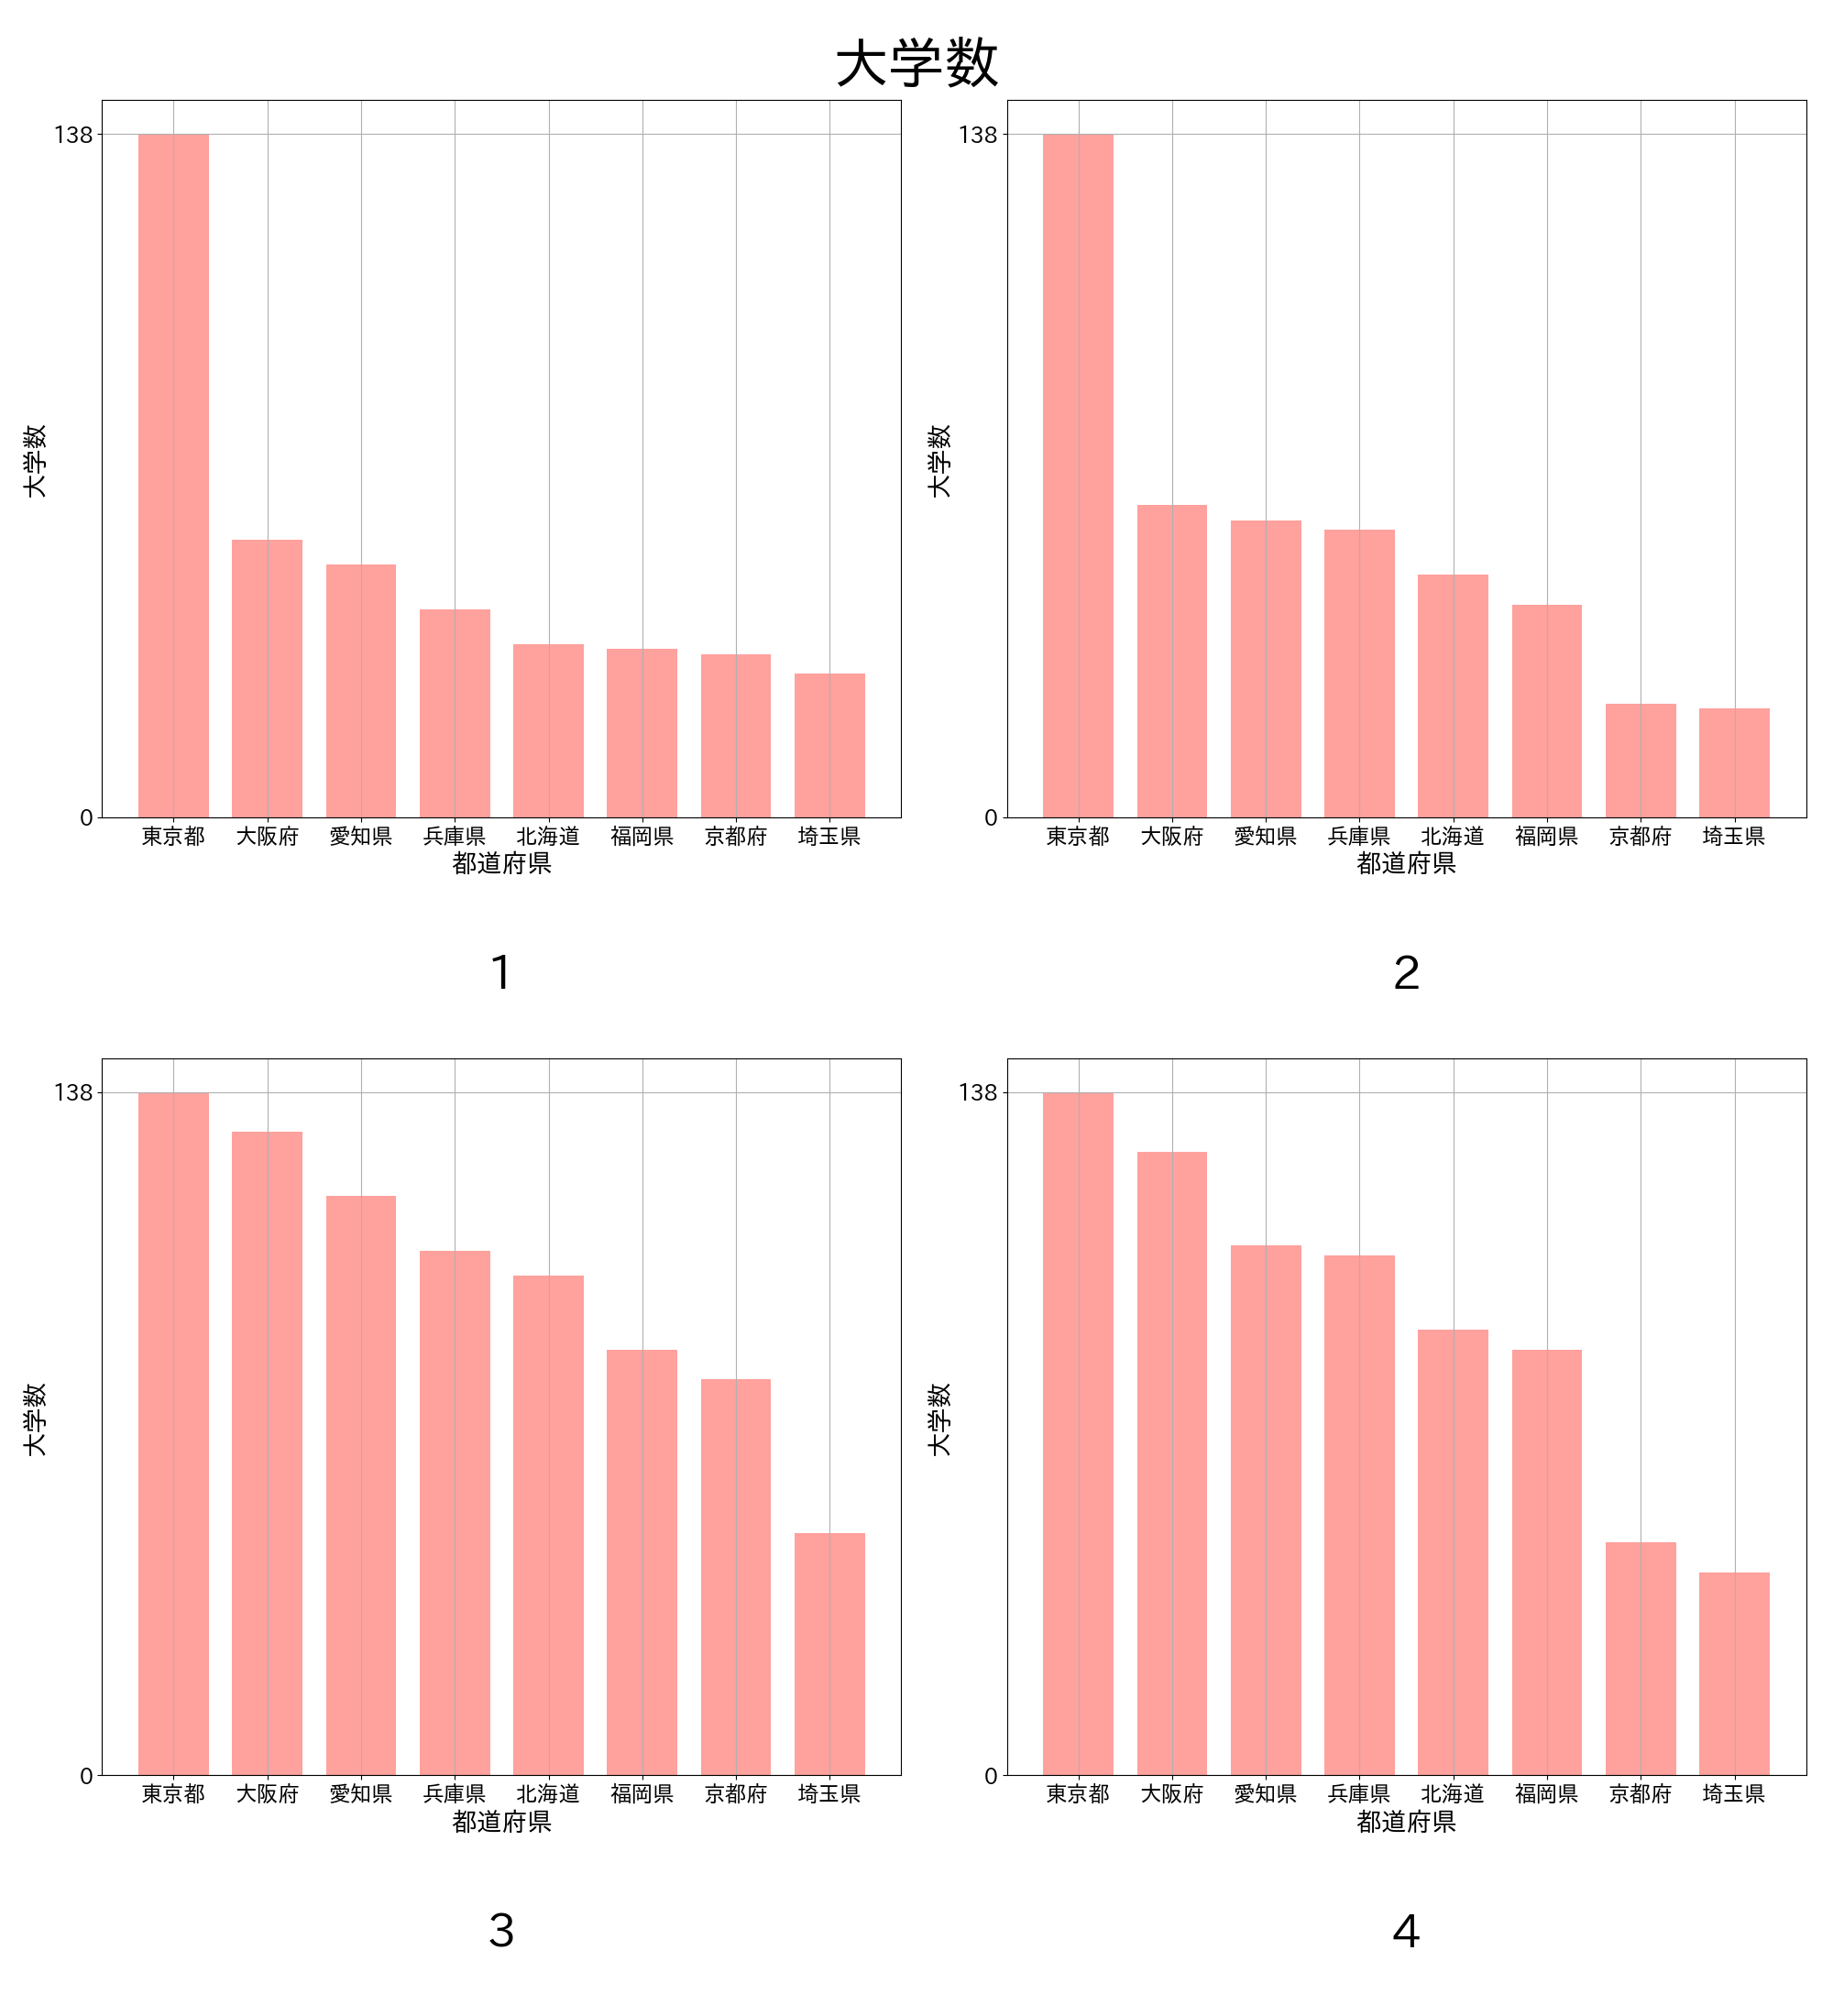 大学数
138
0
大学数
東京都 大阪府 愛知県 兵庫県 北海道 福岡県 京都府 埼玉県
都道府県
1
138
0
大学数
東京都 大阪府 愛知県 兵庫県 北海道 福岡県 京都府 埼玉県
都道府県
2
138
0
大学数
東京都 大阪府 愛知県 兵庫県 北海道 福岡県 京都府 埼玉県
都道府県
3
138
0
大学数
東京都 大阪府 愛知県 兵庫県 北海道 福岡県 京都府 埼玉県
都道府県
4